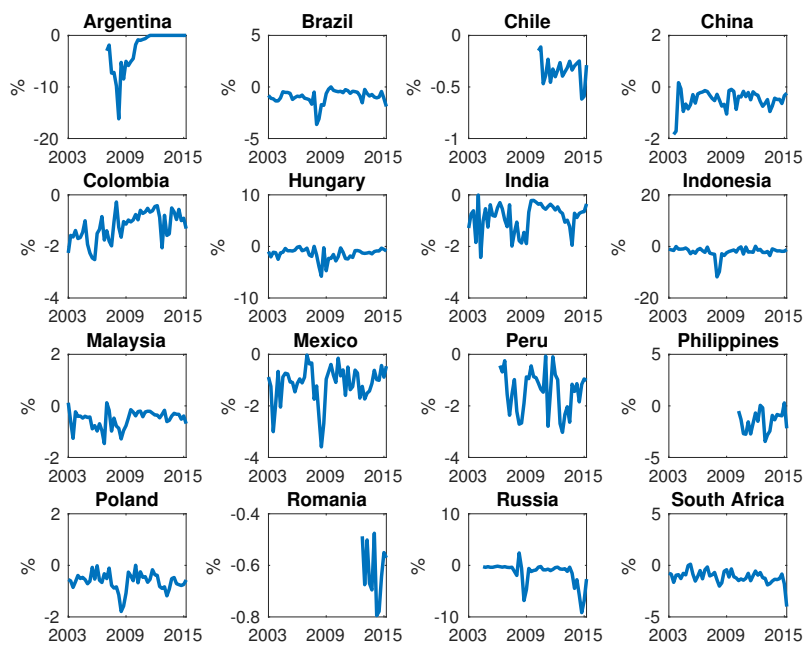 Argentina Brazil Chile China
0 5 0 2
% -10 % 0 % -0.5 % 0
-20 -5 -1 -2
2003 2009 2015 2003 2009 2015 2003 2009 2015 2003 2009 2015
Colombia Hungary India Indonesia
0 10 0 20
% -2 % 0 % -2 % 0
-4 -10 -4 -20
2003 2009 2015 2003 2009 2015 2003 2009 2015 2003 2009 2015
Malaysia Mexico Peru Philippines
2 0 0 5
% 0 % -2 % -2 % 0
-2 -4 -4 -5
2003 2009 2015 2003 2009 2015 2003 2009 2015 2003 2009 2015
Poland Romania Russia South Africa
2 -0.4 10 5
% 0 % -0.6 % 0 % 0
-2 -0.8 -10 -5
2003 2009 2015 2003 2009 2015 2003 2009 2015 2003 2009 2015